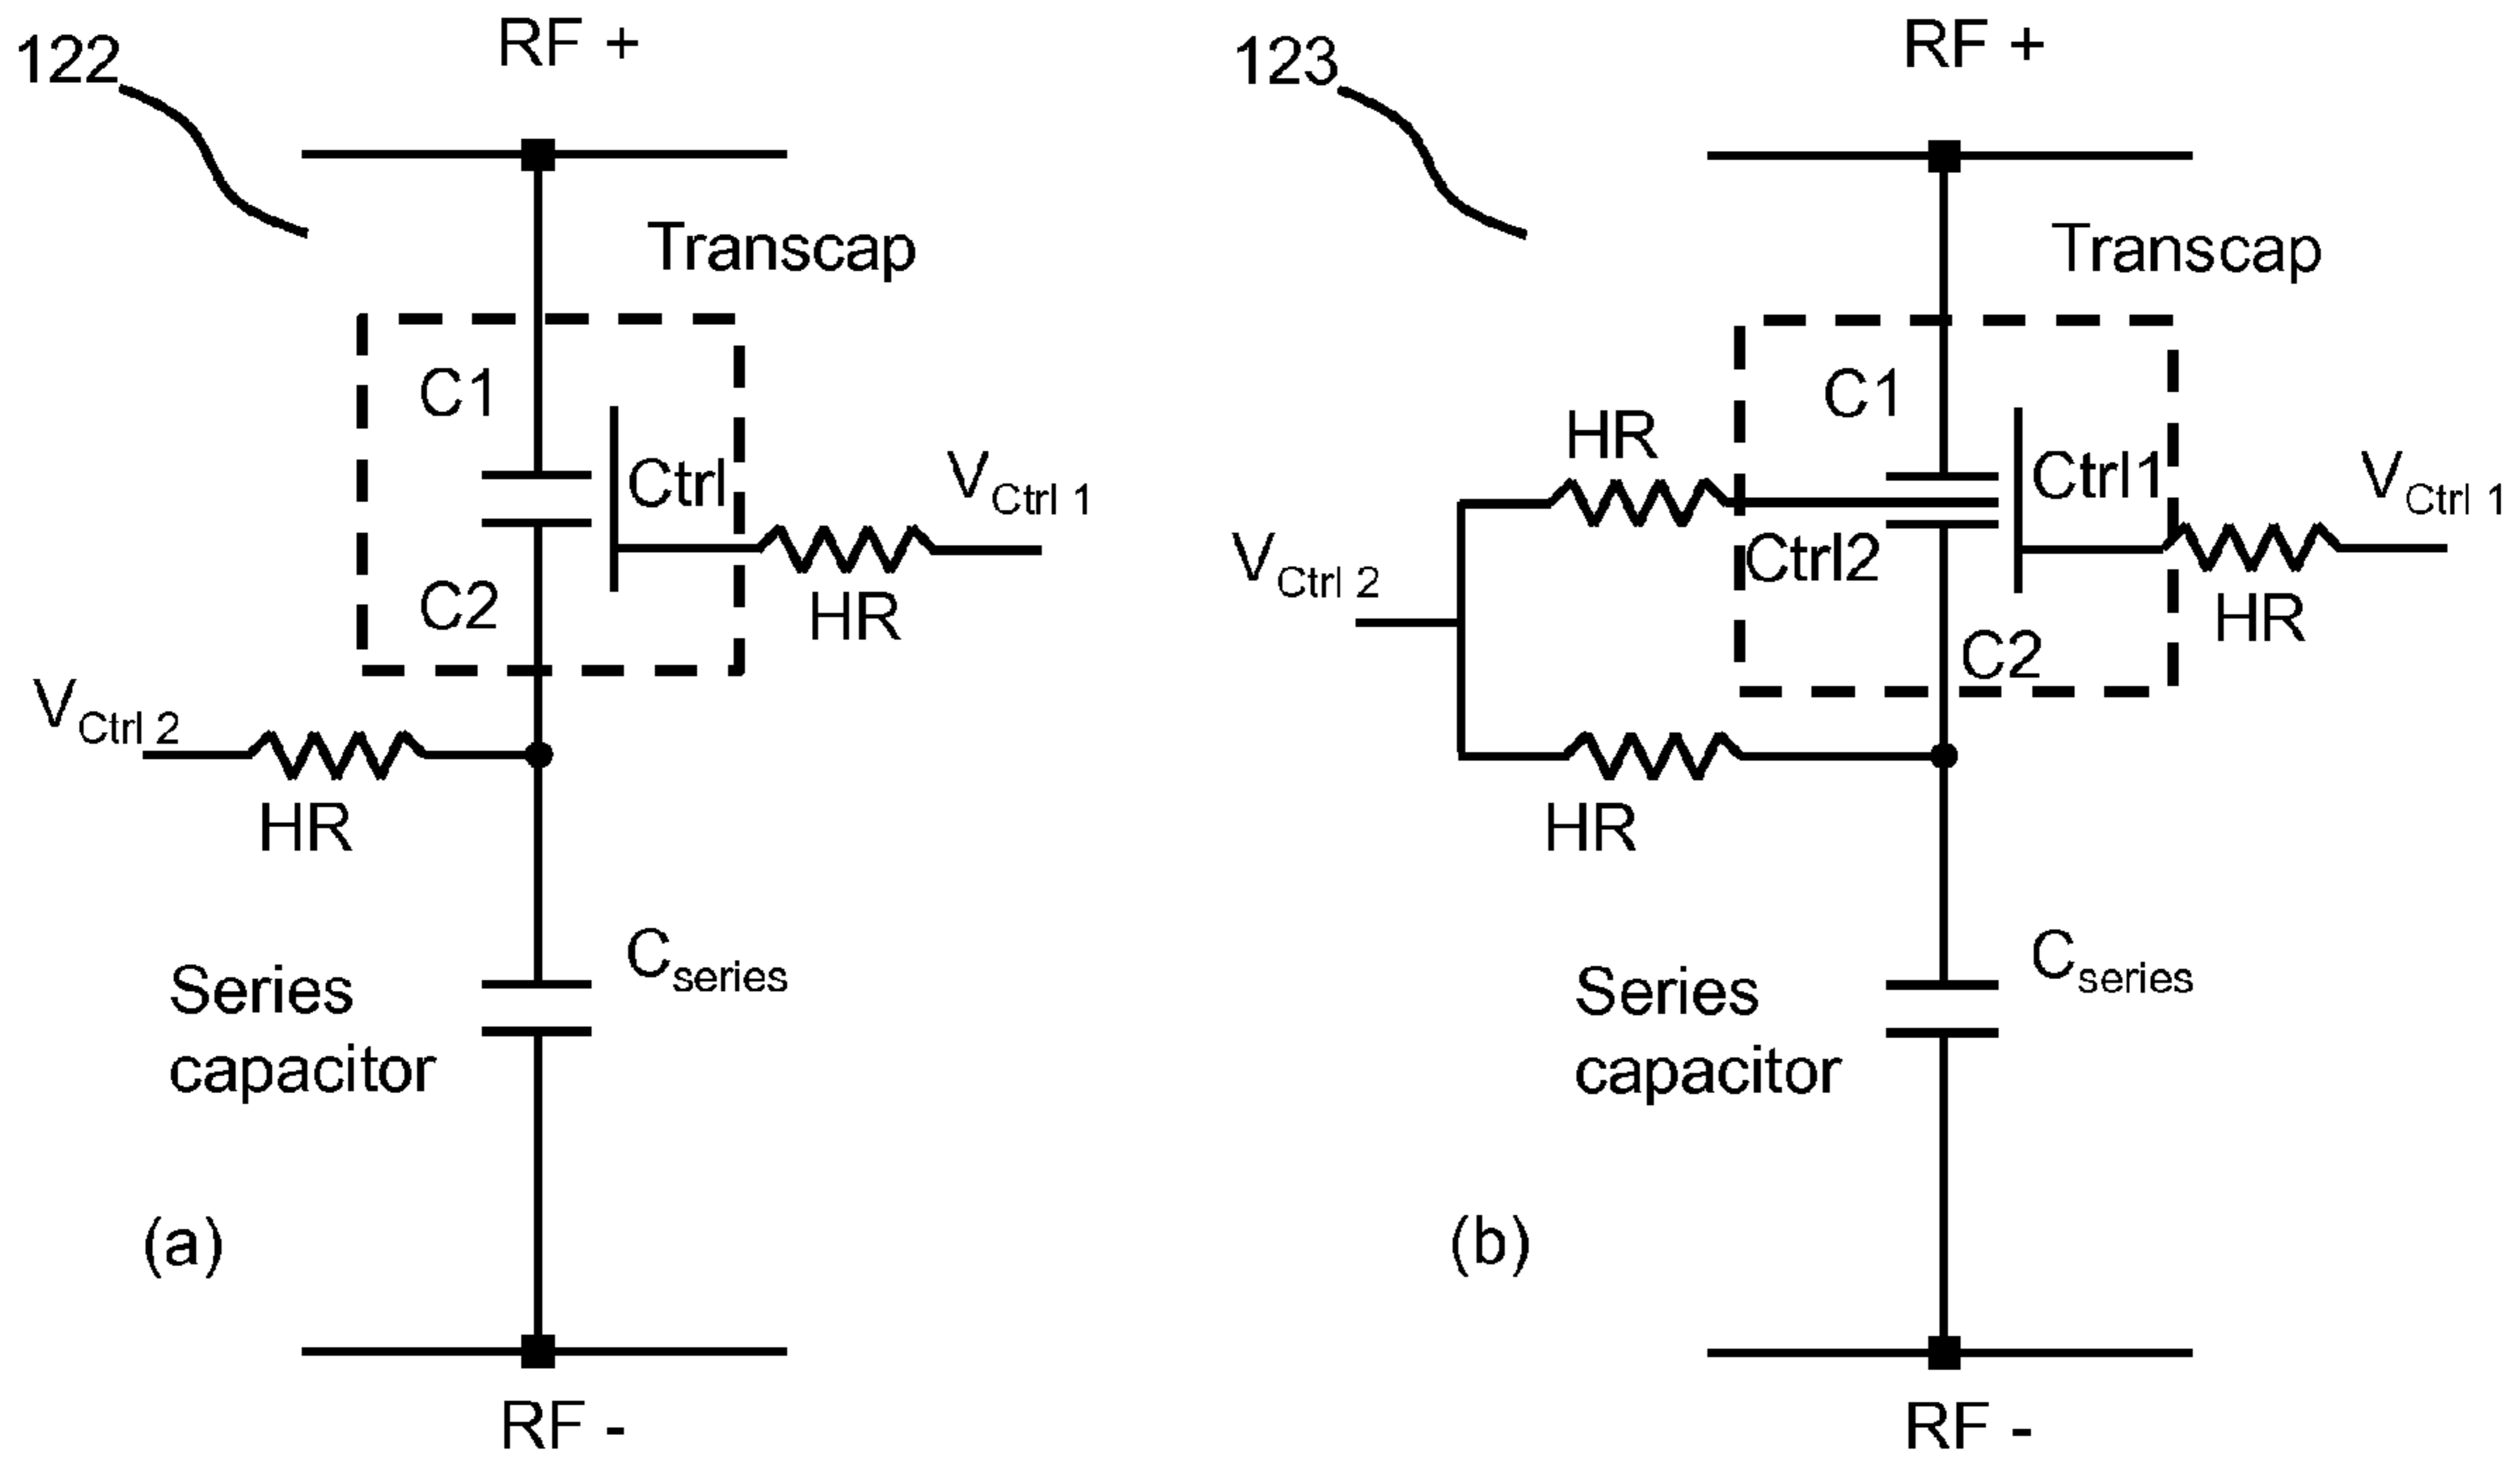 122
RF +
Transcap
C1
Ctrl
V Ctrl 1
HR
C2
V Ctrl 2
HR
C series
Series
capacitor
(a)
RF -
123
RF +
Transcap
C1
HR
Ctrl1
V Ctrl 1
V Ctrl 2
Ctrl2
HR
C2
HR
C series
Series
capacitor
(b)
RF -